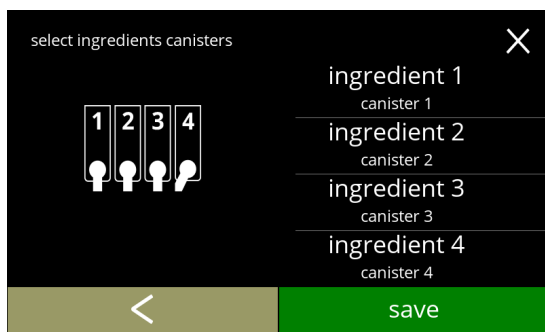 select ingredients canisters
1 2 3 4
ingredient 1
canister 1
ingredient 2
canister 2
ingredient 3
canister 3
ingredient 4
canister 4
save